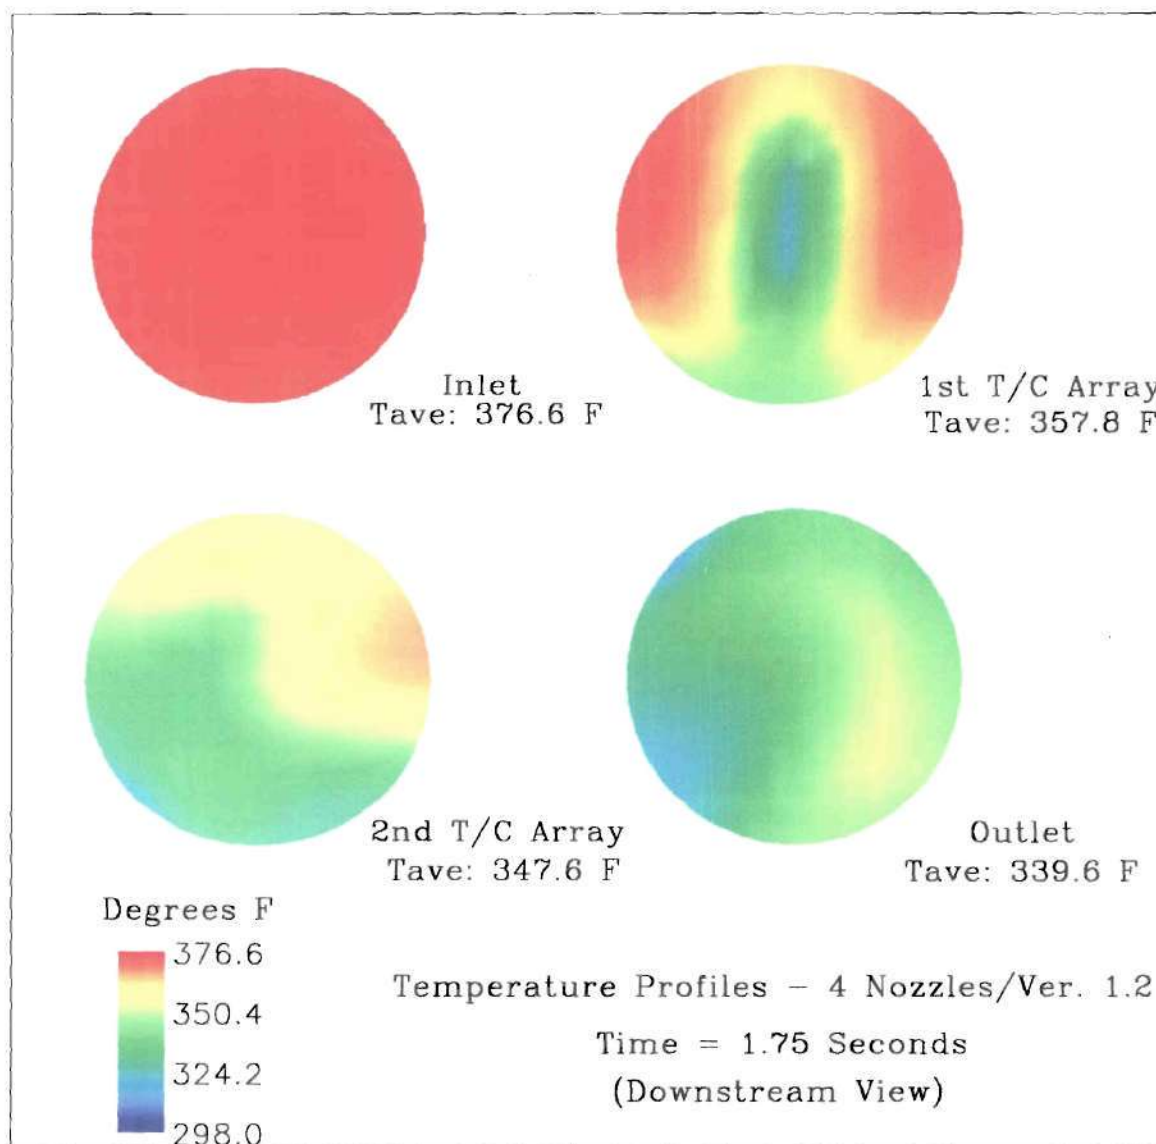 Inlet
Tave: 376.6 F
1st T/C Array
Tave: 357.8 F
2nd T/C Array
Tave: 347.6 F
Outlet
Tave: 339.6 F
Degrees F
376.6
350.4
324.2
298.0
Temperature Profiles – 4 Nozzles/Ver. 1.2
Time = 1.75 Seconds
(Downstream View)